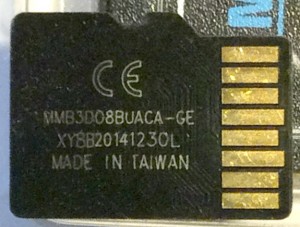 CE
MMB3D08BUACA-GE
XY8B20141230L
MADE IN TAIWAN